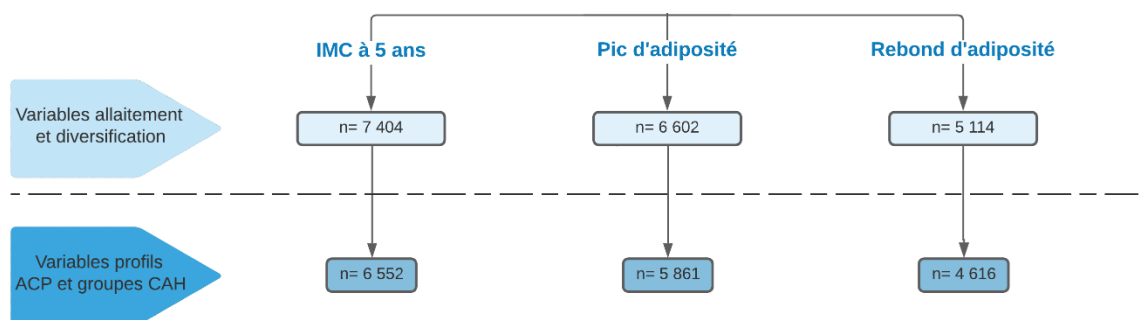 IMC à 5 ans
Pic d'adiposité
Rebond d'adiposité
Variables allaitement
et diversification
n= 7 404
n= 6 602
n= 5 114
Variables profils
ACP et groupes CAH
n= 6 552
n= 5 861
n= 4 616